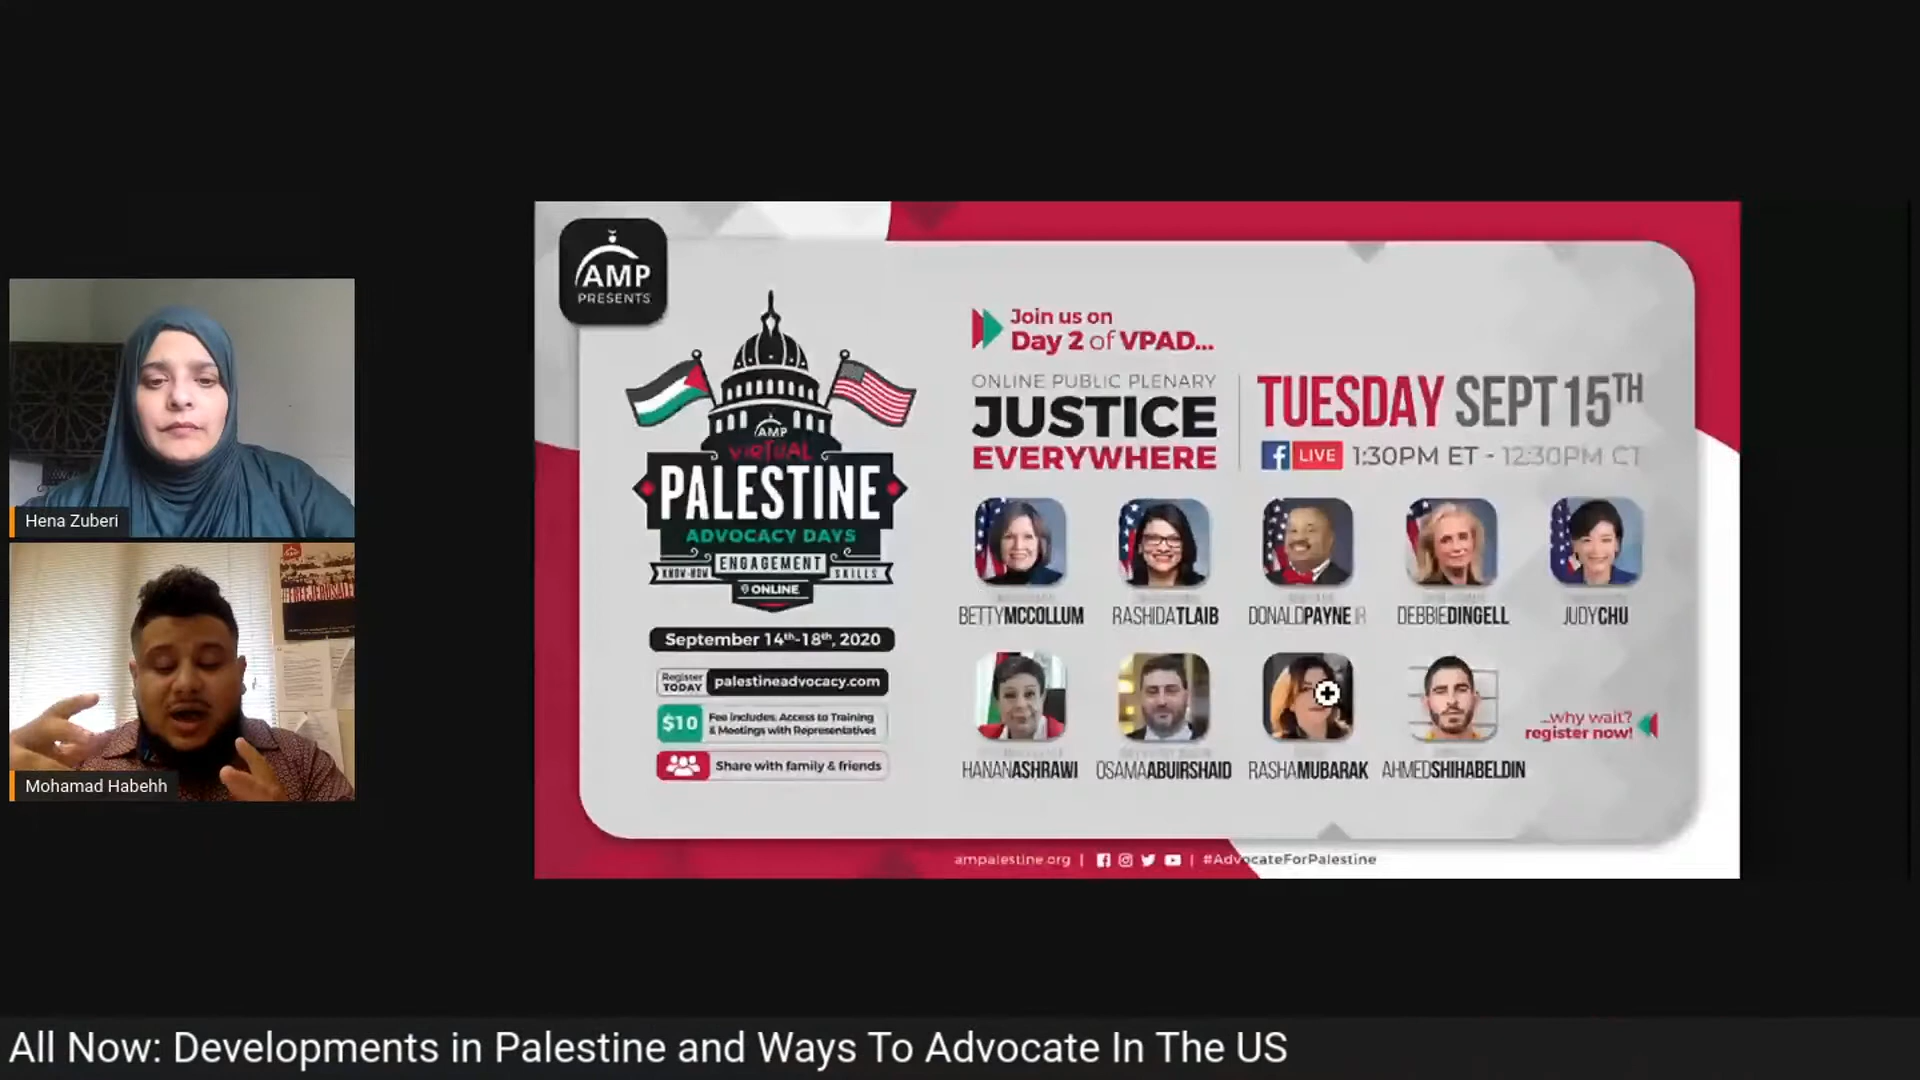 AMP
PRESENTS
Join us on
Day 2 of VPAD...
ONLINE PUBLIC PLENARY
JUSTICE
EVERYWHERE
TUESDAY SEPT 15TH
LIVE 1:30PM ET - 12:30PM CT
AMP
VIRTUAL
PALESTINE
ADVOCACY DAYS
KNOW-HOW ENGAGEMENT SKILLS
ONLINE
September 14th-18th, 2020
Register TODAY palestineadvocacy.com
$10 Fee includes: Access to Training
& Meetings with Representatives
Share with family & friends
BETTYMCCOLLUM RASHIDATLAIB DONALDPAYNE JR DEBBIEDINGELL JUDYCHU
HANANASHRAWI OSAMAABUIRSHAID RASHAMUBARAK AHMEDSHIHABELDIN
...why wait?
register now!
ampalestine.org | | #AdvocateForPalestine
Hena Zuberi
#FREEJERUSALE
Mohamad Habehh
All Now: Developments in Palestine and Ways To Advocate In The US